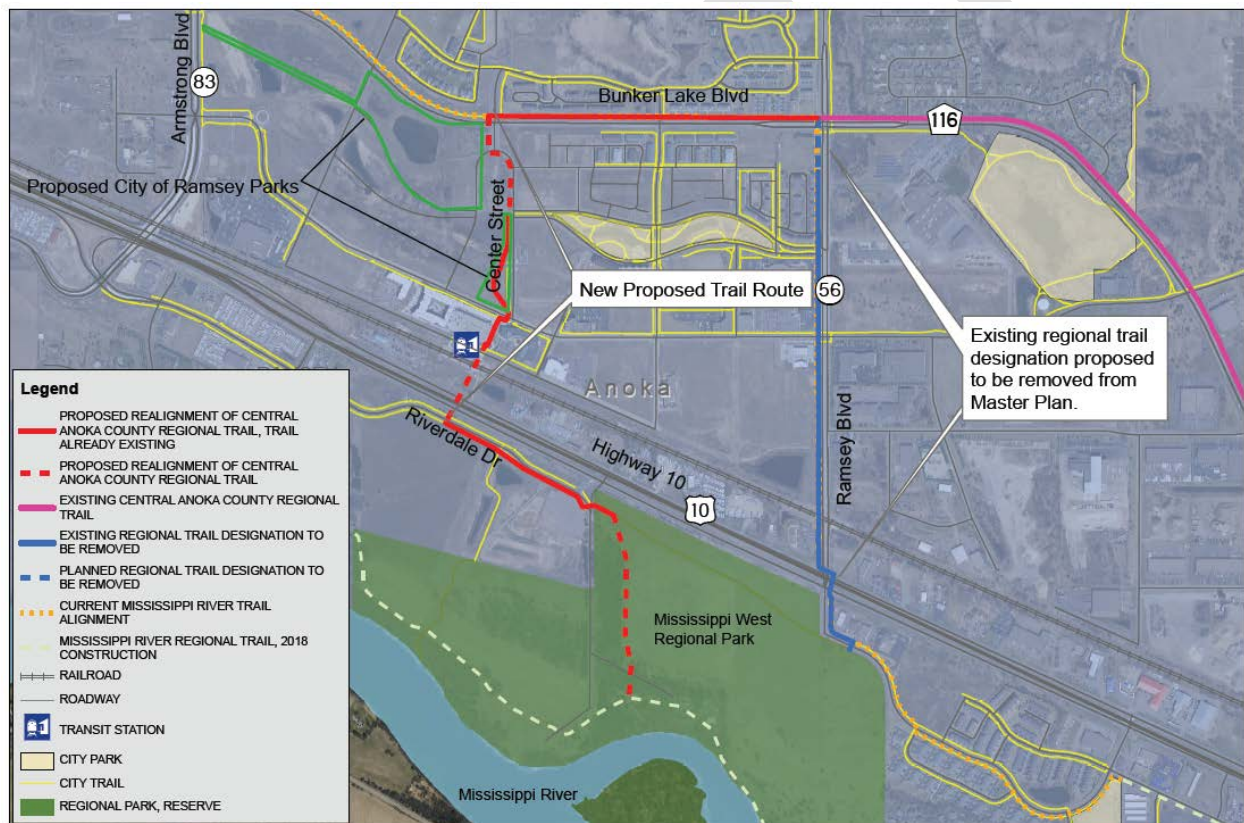 Armstrong Blvd
83
Bunker Lake Blvd
116
Proposed City of Ramsey Parks
Center Street
New Proposed Trail Route
56
Existing regional trail
designation proposed
to be removed from
Master Plan.
Anoka
Ramsey Blvd
Riverdale Dr
Highway 10
10
Mississippi West
Regional Park
Mississippi River
Legend
PROPOSED REALIGNMENT OF CENTRAL
ANOKA COUNTY REGIONAL TRAIL, TRAIL
ALREADY EXISTING
PROPOSED REALIGNMENT OF CENTRAL
ANOKA COUNTY REGIONAL TRAIL
EXISTING CENTRAL ANOKA COUNTY REGIONAL
TRAIL
EXISTING REGIONAL TRAIL DESIGNATION TO
BE REMOVED
PLANNED REGIONAL TRAIL DESIGNATION TO
BE REMOVED
CURRENT MISSISSIPPI RIVER TRAIL
ALIGNMENT
MISSISSIPPI RIVER REGIONAL TRAIL, 2018
CONSTRUCTION
RAILROAD
ROADWAY
TRANSIT STATION
CITY PARK
CITY TRAIL
REGIONAL PARK, RESERVE